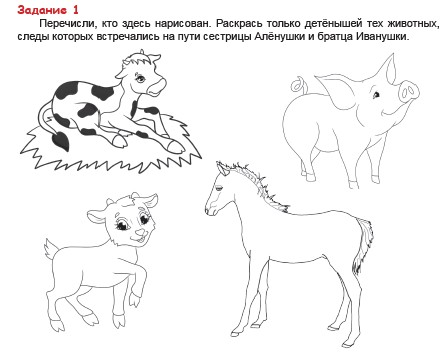 Задание 1
Перечисли, кто здесь нарисован. Раскрась только детёнышей тех животных,
следы которых встречались на пути сестрицы Алёнушки и братца Иванушки.